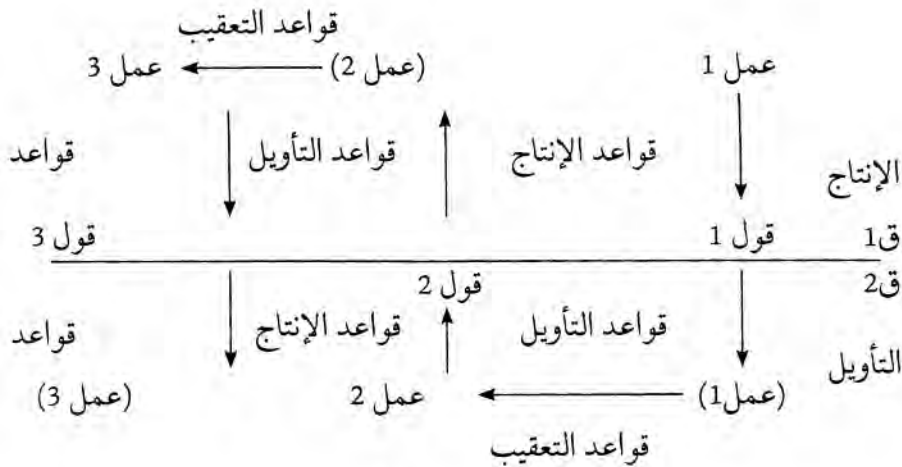 قواعد التعقيب
عمل 1 (عمل 2) عمل 3
قواعد الإنتاج قواعد التأويل قواعد
الإنتاج
ق1 قول 1 قول 3
ق2 قول 2
قواعد التأويل قواعد الإنتاج قواعد
التأويل
(عمل1) عمل 2 (عمل 3)
قواعد التعقيب